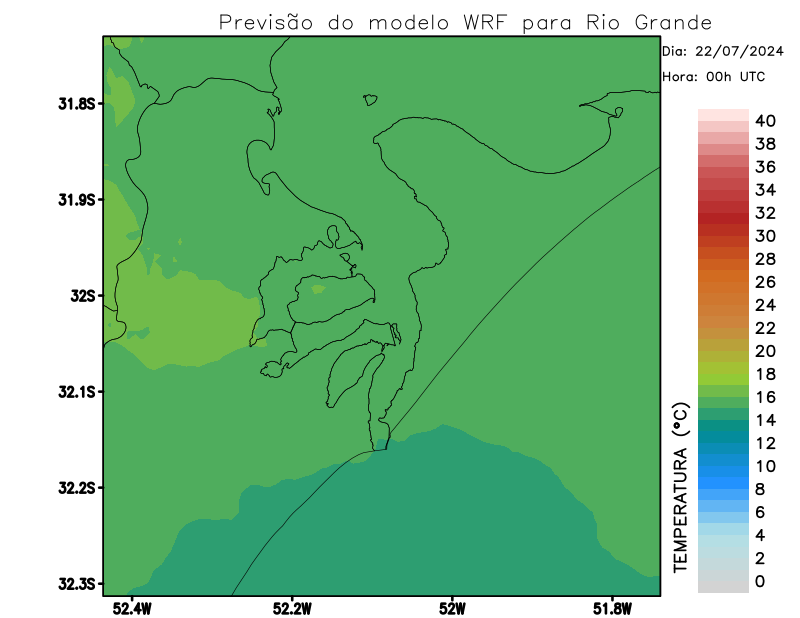 Previsão do modelo WRF para Rio Grande
Dia: 22/07/2024
Hora: 00h UTC
31.8S
31.9S
32S
32.1S
32.2S
32.3S
52.4W
52.2W
52W
51.8W
TEMPERATURA (°C)
40
38
36
34
32
30
28
26
24
22
20
18
16
14
12
10
8
6
4
2
0